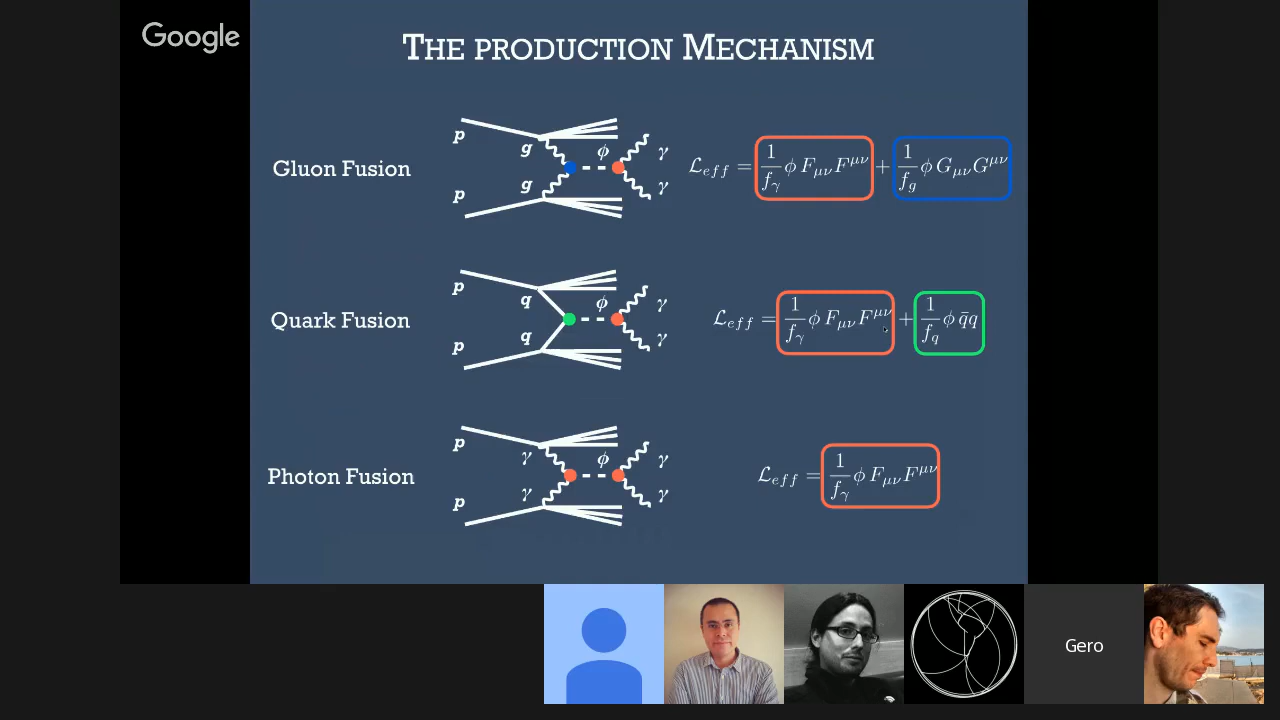 Google
THE PRODUCTION MECHANISM
Gluon Fusion
p
g
g
p
ϕ
γ
γ
𝓛_eff = 1/f_γ ϕ F_μν F^μν + 1/f_g ϕ G_μν G^μν
Quark Fusion
p
q
q
p
ϕ
γ
γ
𝓛_eff = 1/f_γ ϕ F_μν F^μν + 1/f_q ϕ q̄q
Photon Fusion
p
γ
γ
p
ϕ
γ
γ
𝓛_eff = 1/f_γ ϕ F_μν F^μν
Gero